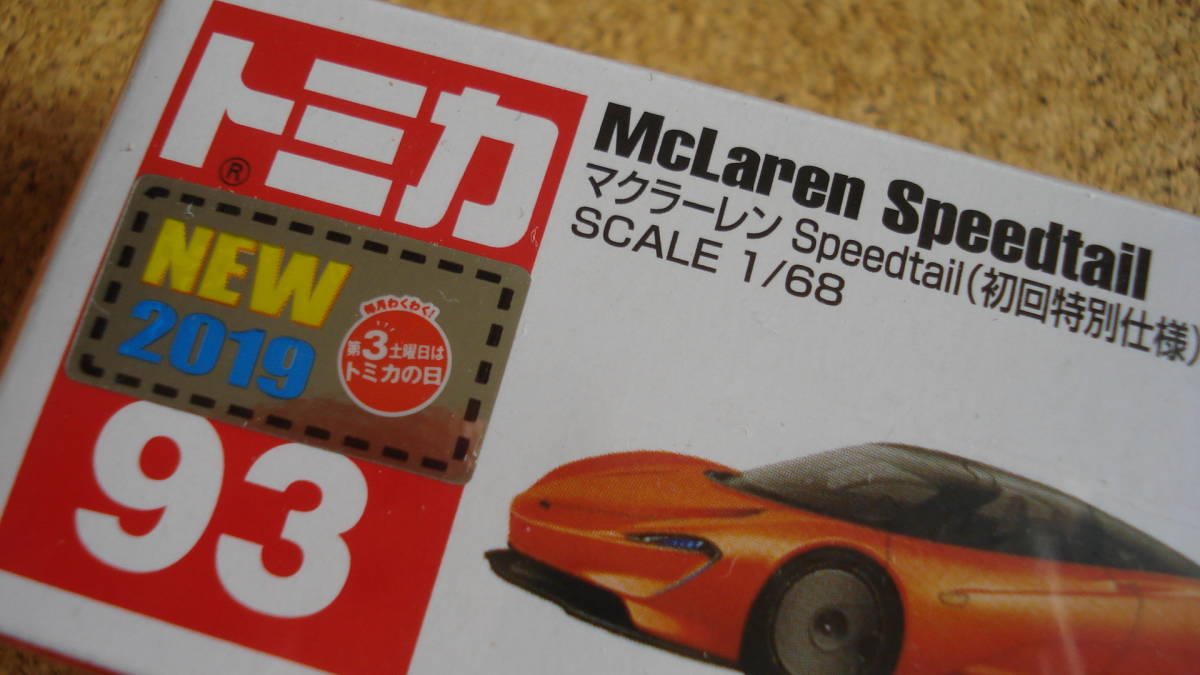 トミカ
®
NEW
2019
毎月わくわく!
第3土曜日は
トミカの日
93
McLaren Speedtail
マクラーレン Speedtail(初回特別仕様)
SCALE 1/68